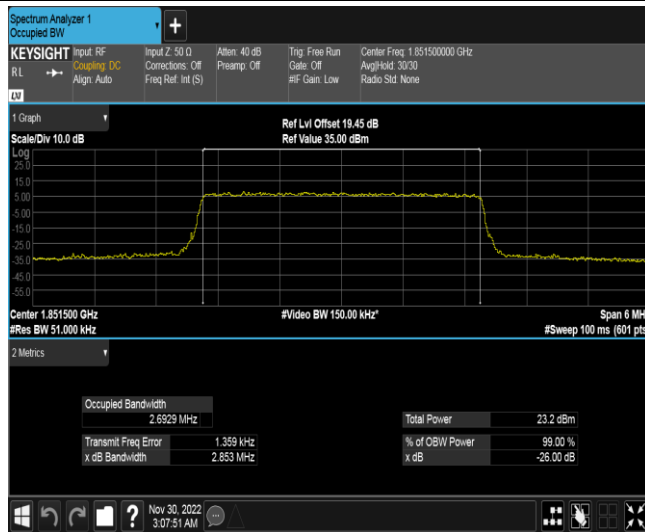 Spectrum Analyzer 1
Occupied BW
+
KEYSIGHT
R L
LXI
Input: RF
Coupling: DC
Align: Auto
Input Z: 50 Ω
Corrections: Off
Freq Ref: Int (S)
Atten: 40 dB
Preamp: Off
Trig: Free Run
Gate: Off
#IF Gain: Low
Center Freq: 1.851500000 GHz
Avg|Hold: 30/30
Radio Std: None
1 Graph
Scale/Div 10.0 dB
Ref Lvl Offset 19.45 dB
Ref Value 35.00 dBm
Log
25.0
15.0
5.00
-5.00
-15.0
-25.0
-35.0
-45.0
-55.0
Center 1.851500 GHz
#Video BW 150.00 kHz*
Span 6 MH
#Res BW 51.000 kHz
#Sweep 100 ms (601 pts
2 Metrics
Occupied Bandwidth
2.6929 MHz
Total Power 23.2 dBm
Transmit Freq Error 1.359 kHz
% of OBW Power 99.00 %
x dB Bandwidth 2.853 MHz
x dB -26.00 dB
?
Nov 30, 2022
3:07:51 AM